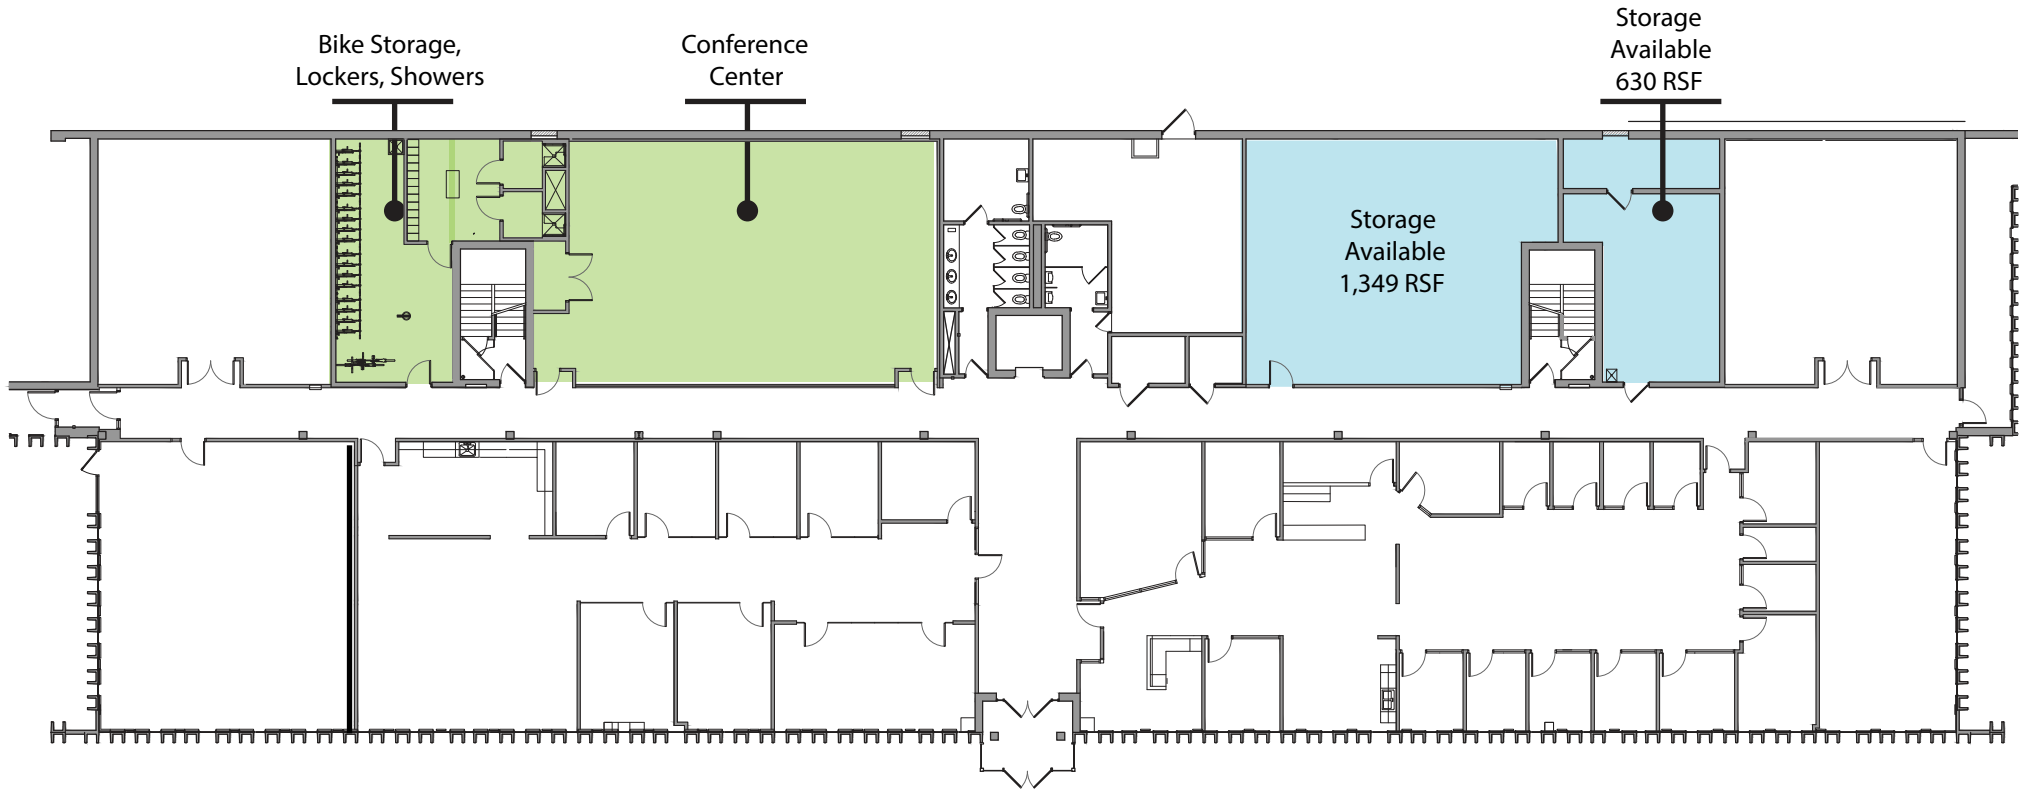 Bike Storage,
Lockers, Showers
Conference
Center
Storage
Available
630 RSF
Storage
Available
1,349 RSF